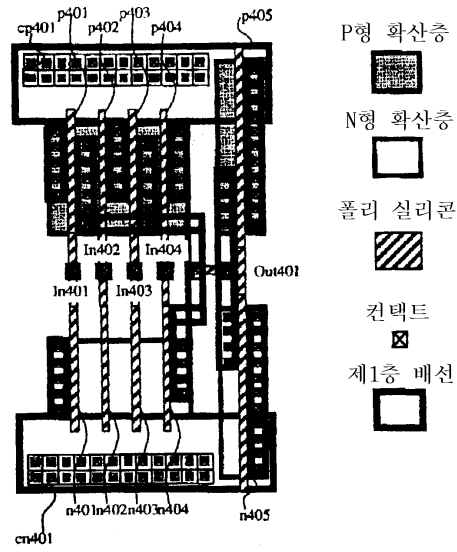 p401 p403 p405
cp401 p402 p404
In402 In404
In401 In403
Out401
n401 n402 n403 n404
n405
cn401
P형 확산층
N형 확산층
폴리 실리콘
컨택트
제1층 배선